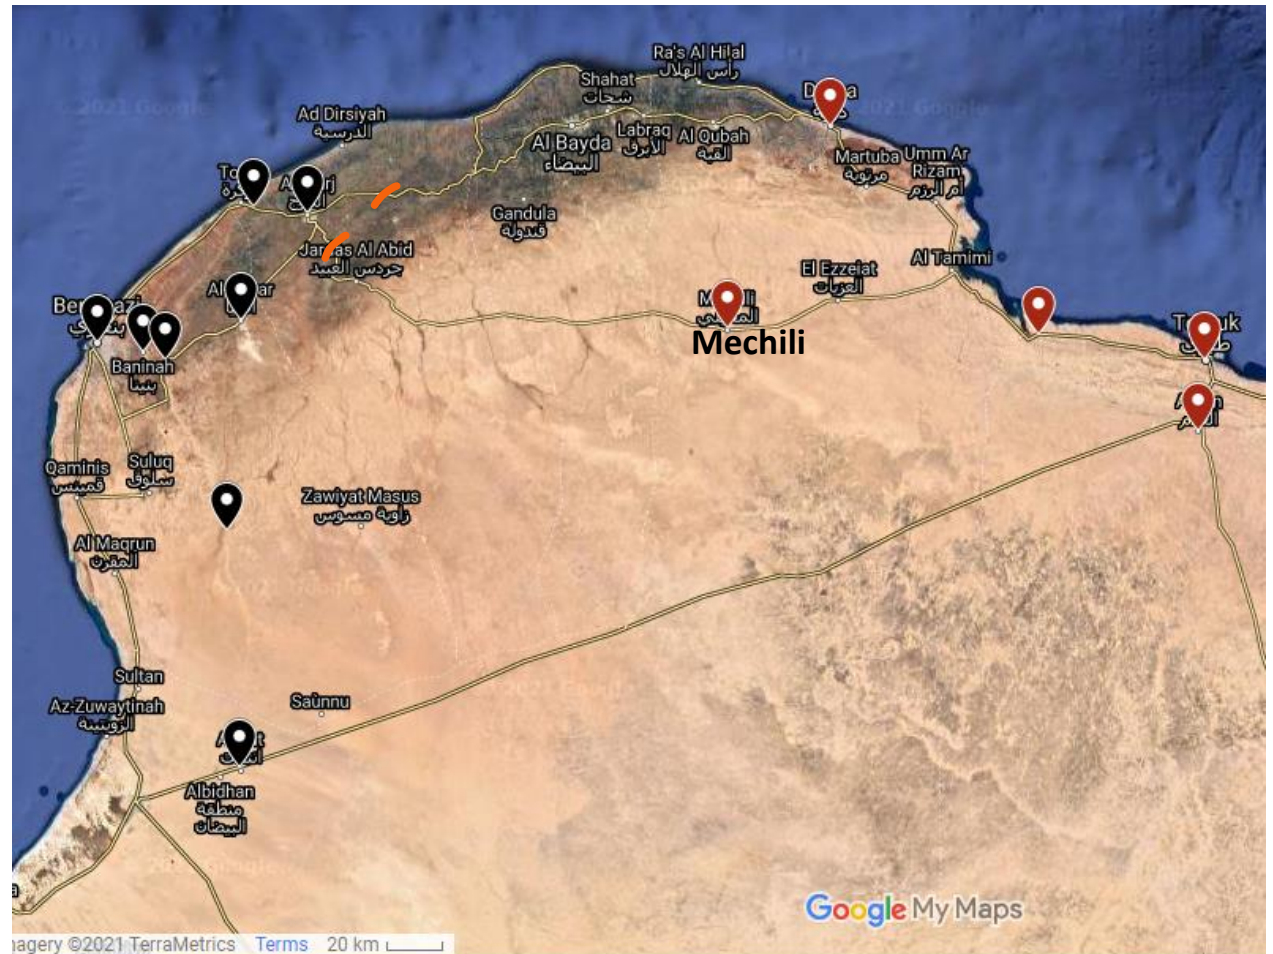 Ra's Al Hilal
رأس الهلال
Shahat
شحات
Ad Dirsiyah
الدرسية
Al Bayda
البيضاء
Labraq
الأبرق
Al Qubah
القبة
Martuba
مرتوبة
Umm Ar
Rizam
أم الرزم
Gandula
قندولة
Jardas Al Abid
جردس العبيد
Al Tamimi
El Ezzeiat
العزيات
Mechili
Baninah
بنينا
Qaminis
قمينس
Suluq
سلوق
Zawiyat Masus
زاوية مسوس
Al Maqrun
المقرن
Sultan
Az-Zuwaytinah
الزويتينة
Saùnnu
Albidhan
منطقة
البيضان
Google My Maps
©2021 TerraMetrics Terms 20 km